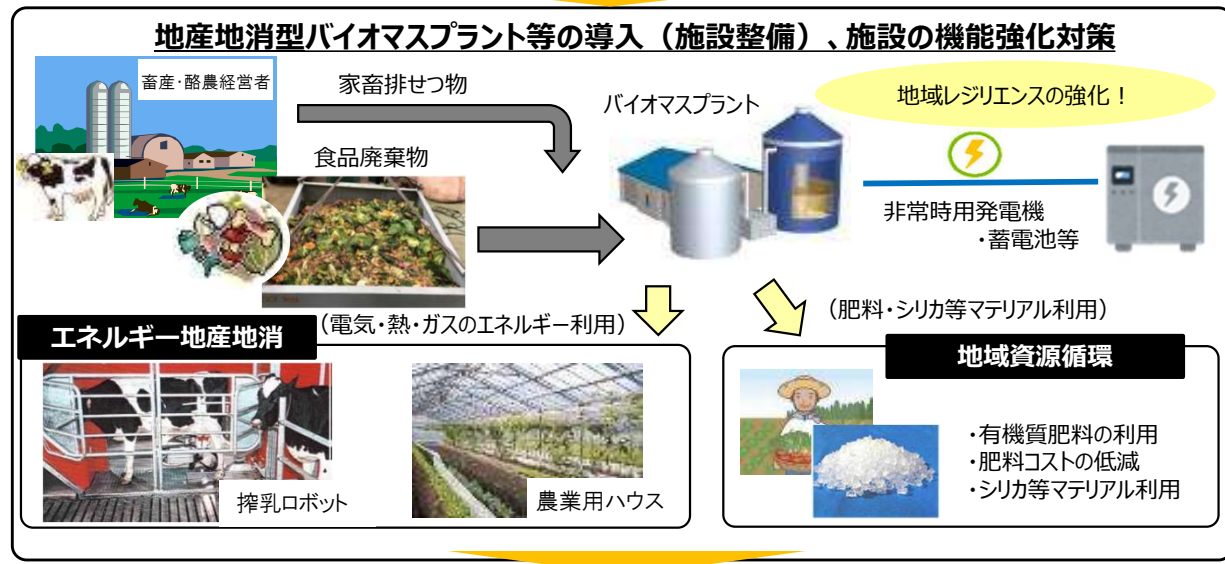 地産地消型バイオマスプラント等の導入（施設整備）、施設の機能強化対策
畜産・酪農経営者
家畜排せつ物
食品廃棄物
バイオマスプラント
地域レジリエンスの強化！
非常時用発電機
・蓄電池等
（電気・熱・ガスのエネルギー利用）
（肥料・シリカ等マテリアル利用）
エネルギー地産地消
搾乳ロボット
農業用ハウス
地域資源循環
・有機質肥料の利用
・肥料コストの低減
・シリカ等マテリアル利用